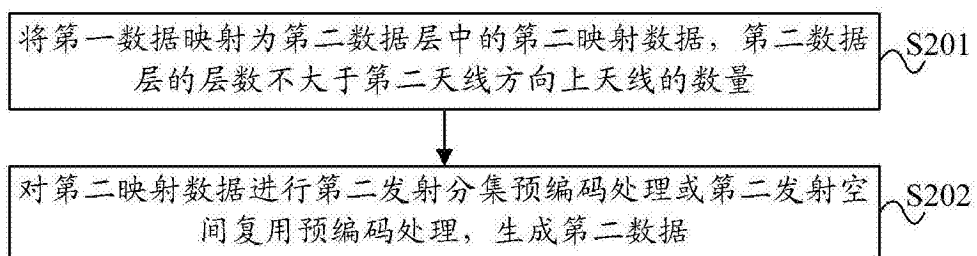 将第一数据映射为第二数据层中的第二映射数据，第二数据
层的层数不大于第二天线方向上天线的数量
S201
对第二映射数据进行第二发射分集预编码处理或第二发射空
间复用预编码处理，生成第二数据
S202